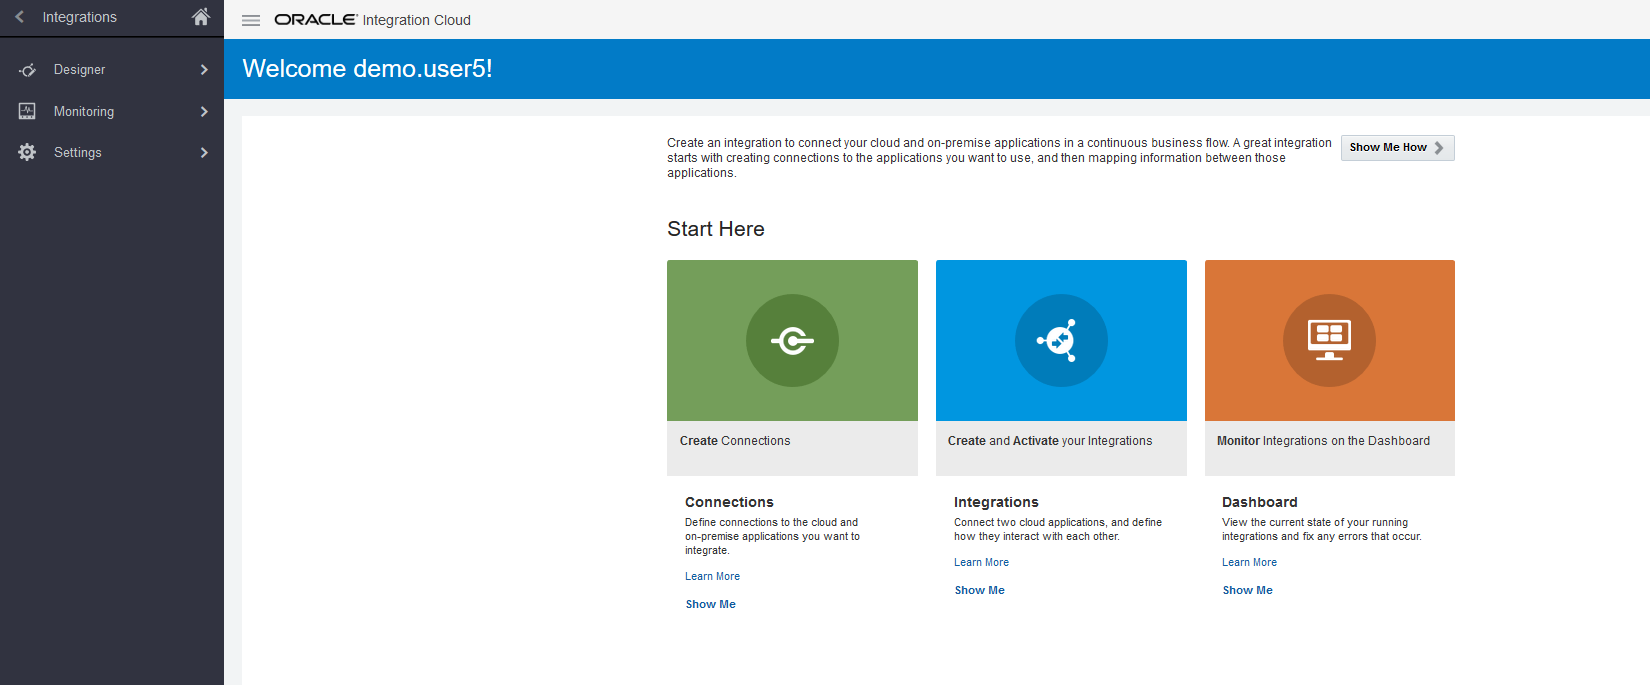 Integrations
ORACLE Integration Cloud
Designer
Monitoring
Settings
Welcome demo.user5!
Create an integration to connect your cloud and on-premise applications in a continuous business flow. A great integration
starts with creating connections to the applications you want to use, and then mapping information between those
applications.
Show Me How
Start Here
Create Connections
Create and Activate your Integrations
Monitor Integrations on the Dashboard
Connections
Define connections to the cloud and
on-premise applications you want to
integrate.
Learn More
Show Me
Integrations
Connect two cloud applications, and define
how they interact with each other.
Learn More
Show Me
Dashboard
View the current state of your running
integrations and fix any errors that occur.
Learn More
Show Me